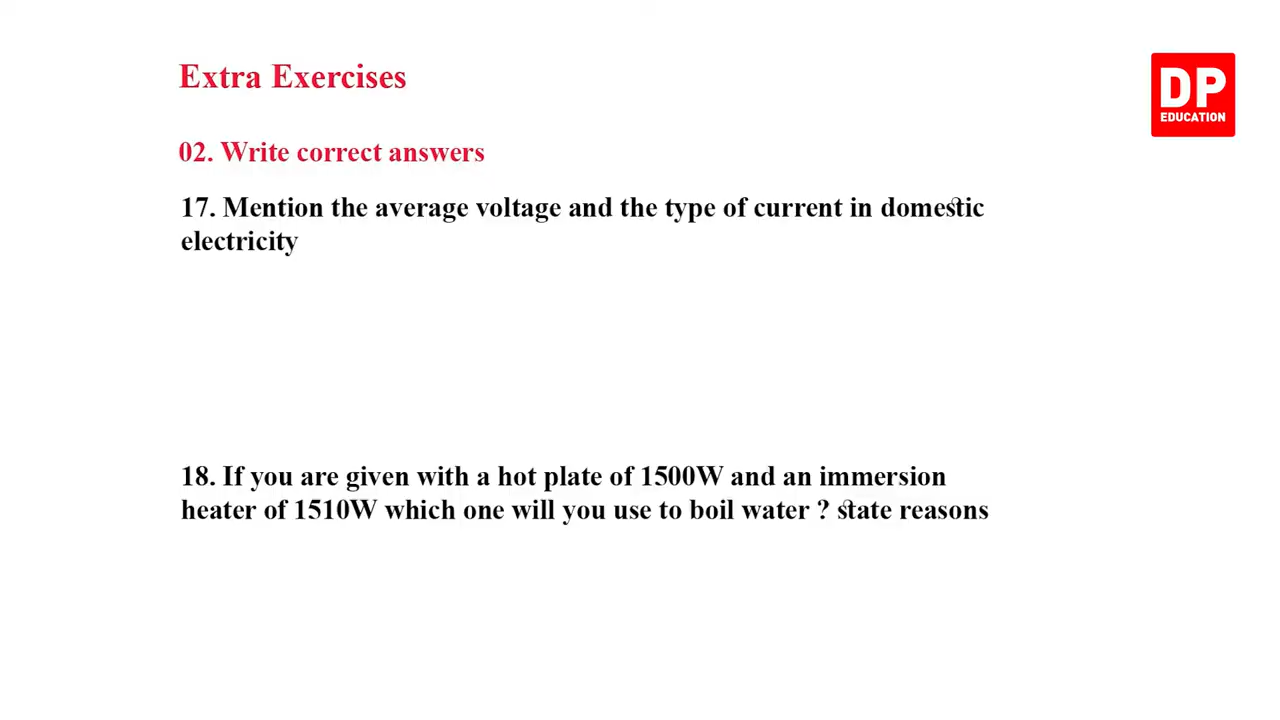 Extra Exercises
DP
EDUCATION
02. Write correct answers
17. Mention the average voltage and the type of current in domestic
electricity
18. If you are given with a hot plate of 1500W and an immersion
heater of 1510W which one will you use to boil water ? state reasons